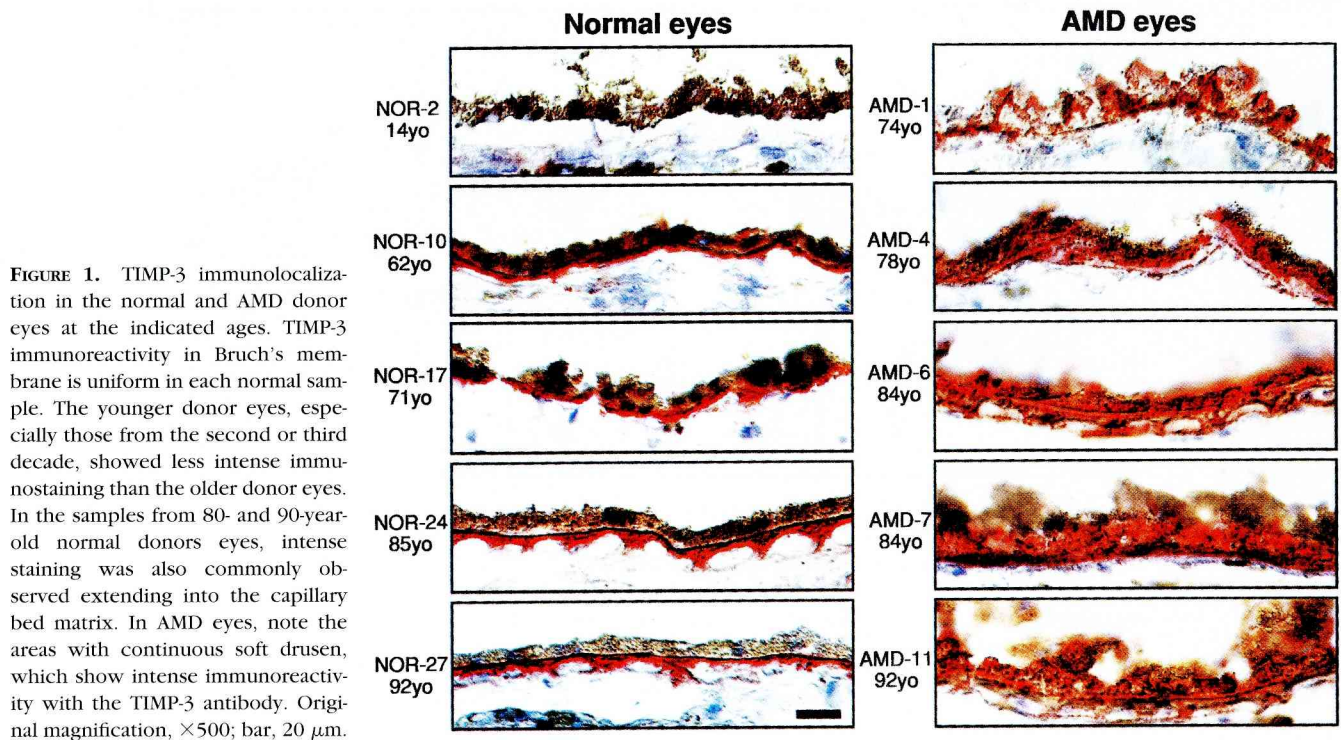 Normal eyes
AMD eyes
NOR-2
14yo
NOR-10
62yo
NOR-17
71yo
NOR-24
85yo
NOR-27
92yo
AMD-1
74yo
AMD-4
78yo
AMD-6
84yo
AMD-7
84yo
AMD-11
92yo
FIGURE 1. TIMP-3 immunolocaliza-
tion in the normal and AMD donor
eyes at the indicated ages. TIMP-3
immunoreactivity in Bruch's mem-
brane is uniform in each normal sam-
ple. The younger donor eyes, espe-
cially those from the second or third
decade, showed less intense immu-
nostaining than the older donor eyes.
In the samples from 80- and 90-year-
old normal donors eyes, intense
staining was also commonly ob-
served extending into the capillary
bed matrix. In AMD eyes, note the
areas with continuous soft drusen,
which show intense immunoreactiv-
ity with the TIMP-3 antibody. Origi-
nal magnification, ×500; bar, 20 μm.